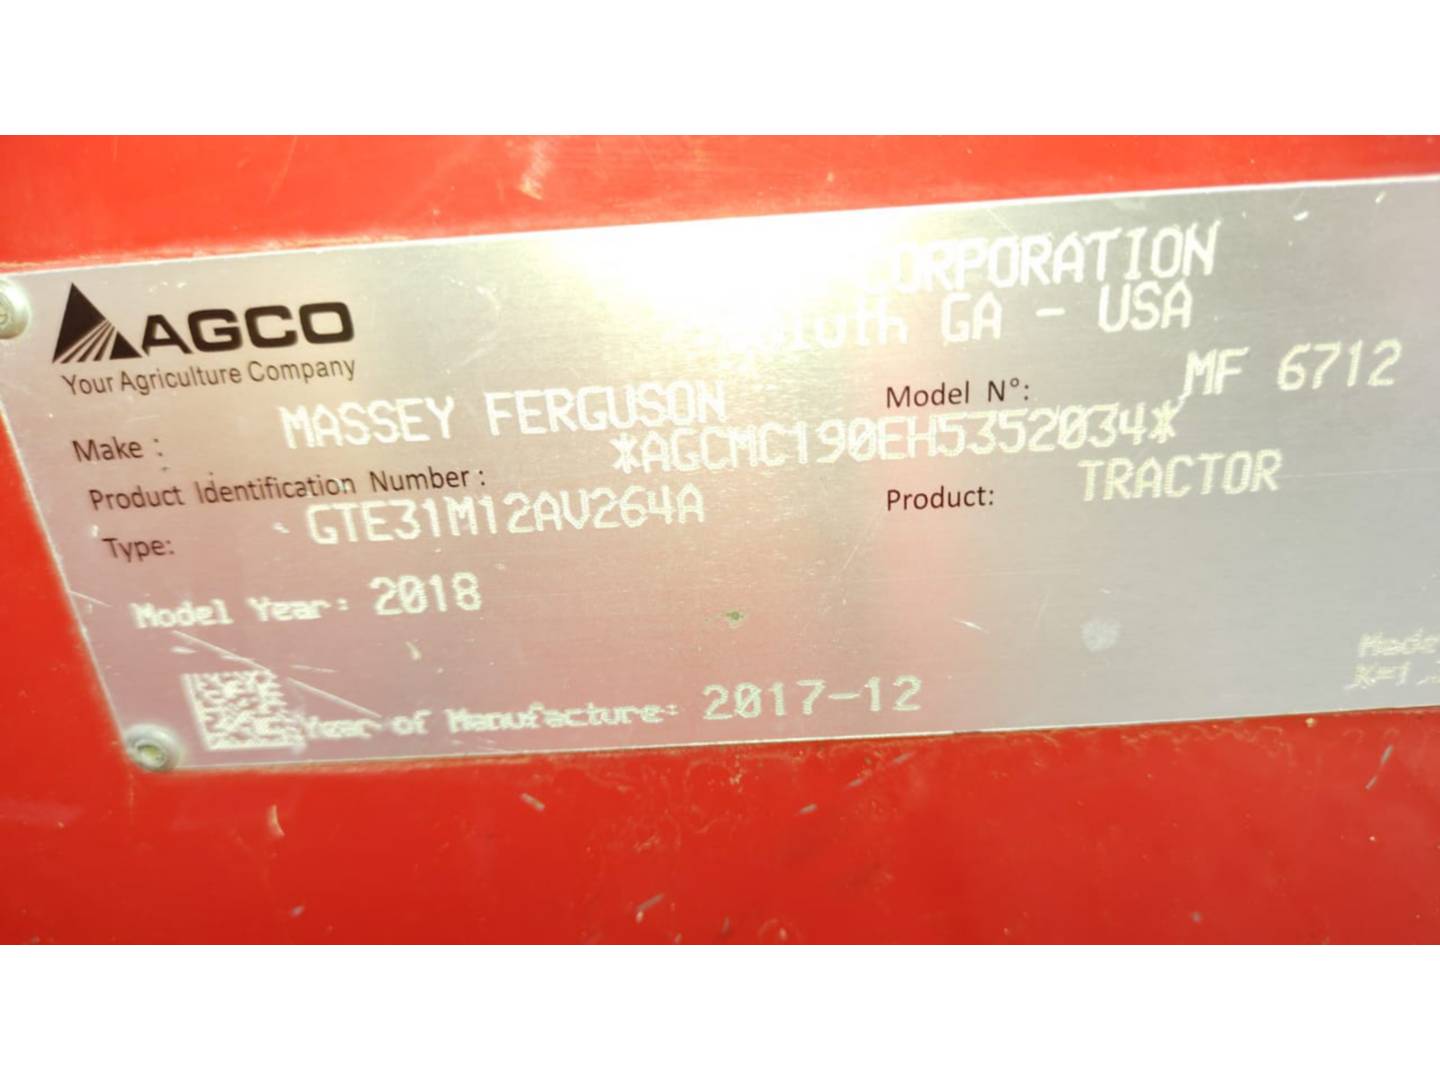 AGCO
Your Agriculture Company
CORPORATION
GA - USA
Make : MASSEY FERGUSON Model N°: MF 6712
Product Identification Number : *AGCMC190EH5352034*
Type: GTE31M12AV264A Product: TRACTOR
Model Year: 2018
Year of Manufacture: 2017-12